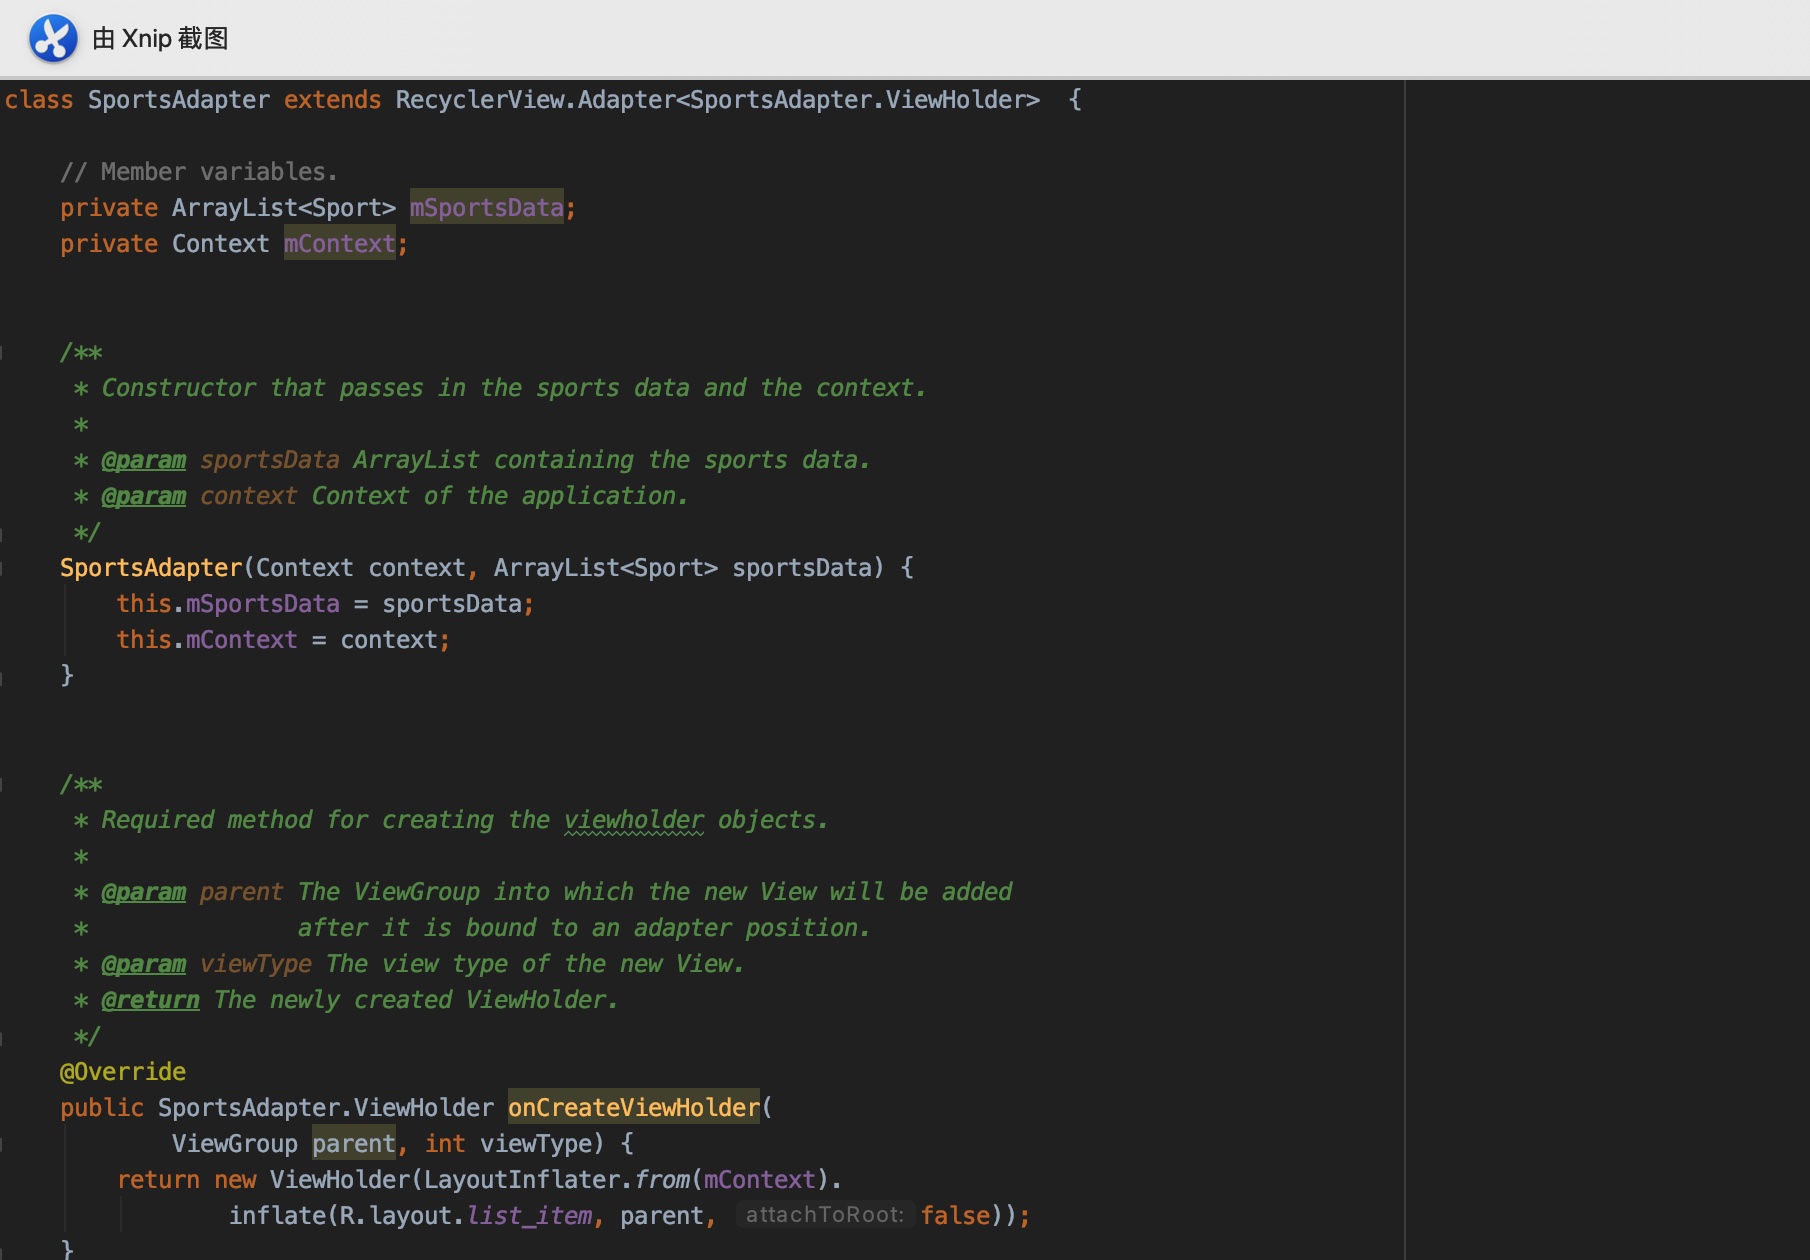 由 Xnip 截图
class SportsAdapter extends RecyclerView.Adapter<SportsAdapter.ViewHolder>  {
// Member variables.
private ArrayList<Sport> mSportsData;
private Context mContext;
/**
* Constructor that passes in the sports data and the context.
*
* @param sportsData ArrayList containing the sports data.
* @param context Context of the application.
*/
SportsAdapter(Context context, ArrayList<Sport> sportsData) {
this.mSportsData = sportsData;
this.mContext = context;
}
/**
* Required method for creating the viewholder objects.
*
* @param parent The ViewGroup into which the new View will be added
*               after it is bound to an adapter position.
* @param viewType The view type of the new View.
* @return The newly created ViewHolder.
*/
@Override
public SportsAdapter.ViewHolder onCreateViewHolder(
ViewGroup parent, int viewType) {
return new ViewHolder(LayoutInflater.from(mContext).
inflate(R.layout.list_item, parent, attachToRoot: false));
}